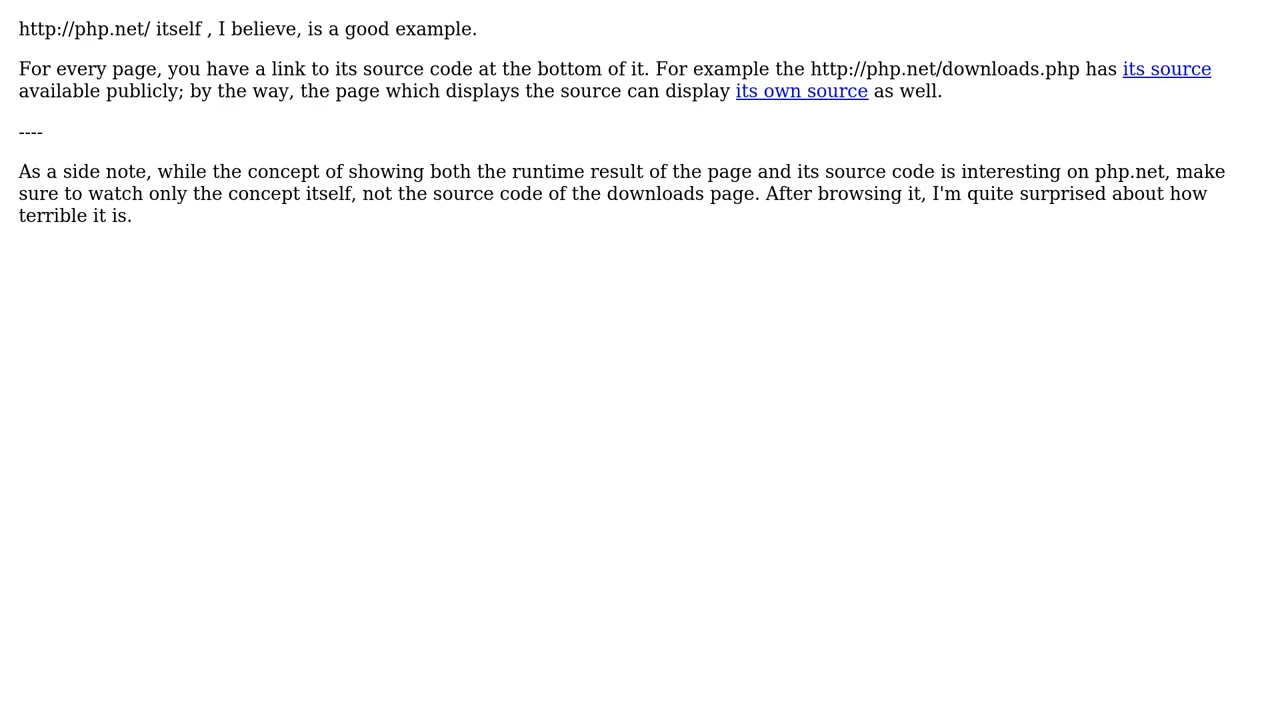 http://php.net/ itself , I believe, is a good example.
For every page, you have a link to its source code at the bottom of it. For example the http://php.net/downloads.php has its source
available publicly; by the way, the page which displays the source can display its own source as well.
----
As a side note, while the concept of showing both the runtime result of the page and its source code is interesting on php.net, make
sure to watch only the concept itself, not the source code of the downloads page. After browsing it, I'm quite surprised about how
terrible it is.